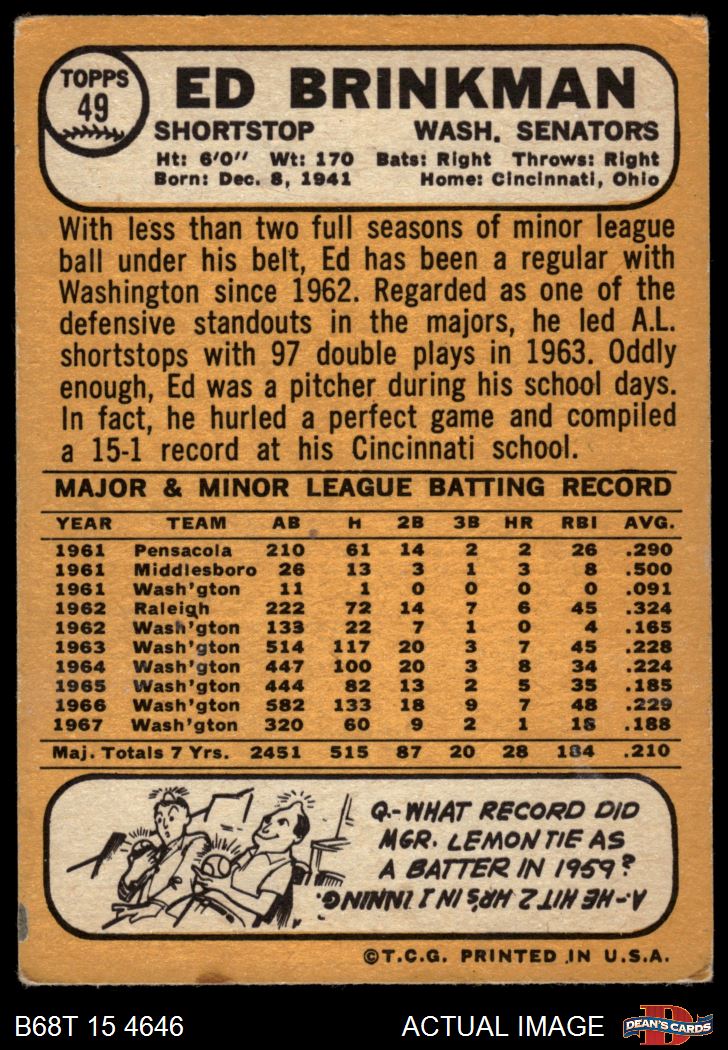 TOPPS
49
ED BRINKMAN
SHORTSTOP WASH. SENATORS
Ht: 6'0" Wt: 170 Bats: Right Throws: Right
Born: Dec. 8, 1941 Home: Cincinnati, Ohio
With less than two full seasons of minor league
ball under his belt, Ed has been a regular with
Washington since 1962. Regarded as one of the
defensive standouts in the majors, he led A.L.
shortstops with 97 double plays in 1963. Oddly
enough, Ed was a pitcher during his school days.
In fact, he hurled a perfect game and compiled
a 15-1 record at his Cincinnati school.
MAJOR & MINOR LEAGUE BATTING RECORD
YEAR TEAM AB H 2B 3B HR RBI AVG.
1961 Pensacola 210 61 14 2 2 26 .290
1961 Middlesboro 26 13 3 1 3 8 .500
1961 Wash'gton 11 1 0 0 0 0 .091
1962 Raleigh 222 72 14 7 6 45 .324
1962 Wash'gton 133 22 7 1 0 4 .165
1963 Wash'gton 514 117 20 3 7 45 .228
1964 Wash'gton 447 100 20 3 8 34 .224
1965 Wash'gton 444 82 13 2 5 35 .185
1966 Wash'gton 582 133 18 9 7 48 .229
1967 Wash'gton 320 60 9 2 1 18 .188
Maj. Totals 7 Yrs. 2451 515 87 20 28 184 .210
Q.-WHAT RECORD DID
MGR. LEMON TIE AS
A BATTER IN 1959?
A.-HE HIT 2 HR'S IN 1 INNING.
©T.C.G. PRINTED IN U.S.A.
B68T 15 4646 ACTUAL IMAGE
D
DEAN'S CARDS